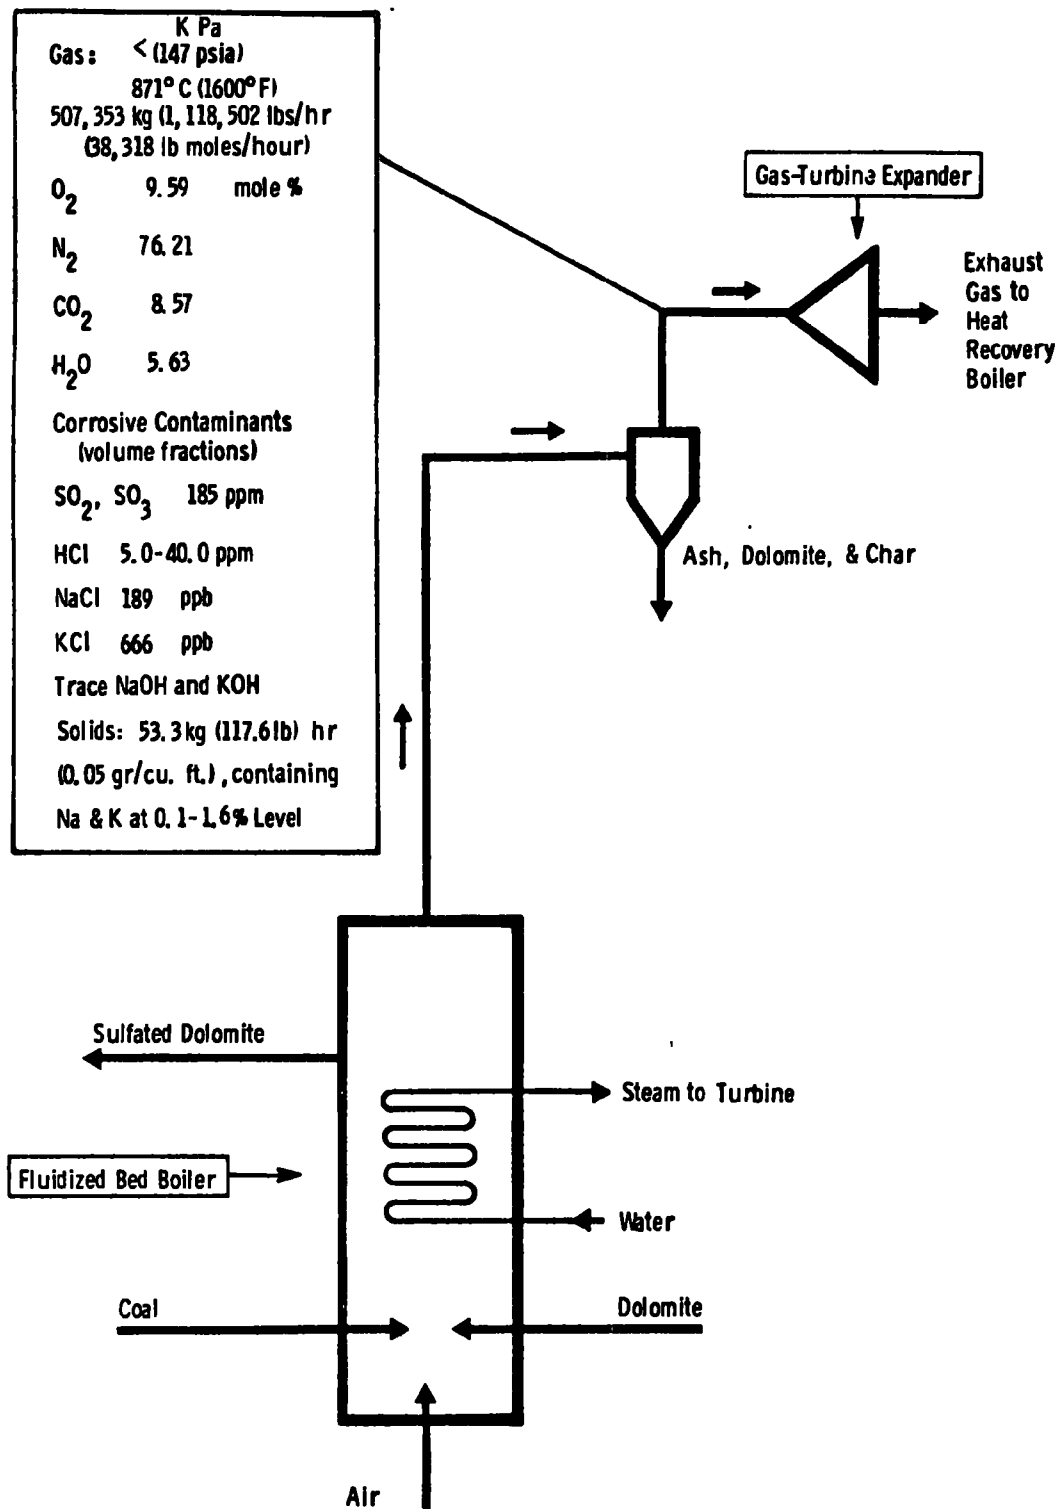 K Pa
Gas: < (147 psia)
871° C (1600° F)
507, 353 kg (1, 118, 502 lbs/hr
(38, 318 lb moles/hour)
O2 9.59 mole %
N2 76.21
CO2 8.57
H2O 5.63
Corrosive Contaminants
(volume fractions)
SO2, SO3 185 ppm
HCl 5.0-40.0 ppm
NaCl 189 ppb
KCl 666 ppb
Trace NaOH and KOH
Solids: 53.3 kg (117.6 lb) hr
(0.05 gr/cu. ft.), containing
Na & K at 0.1-1.6% Level
Gas-Turbine Expander
Exhaust
Gas to
Heat
Recovery
Boiler
Ash, Dolomite, & Char
Sulfated Dolomite
Steam to Turbine
Fluidized Bed Boiler
Water
Coal
Dolomite
Air